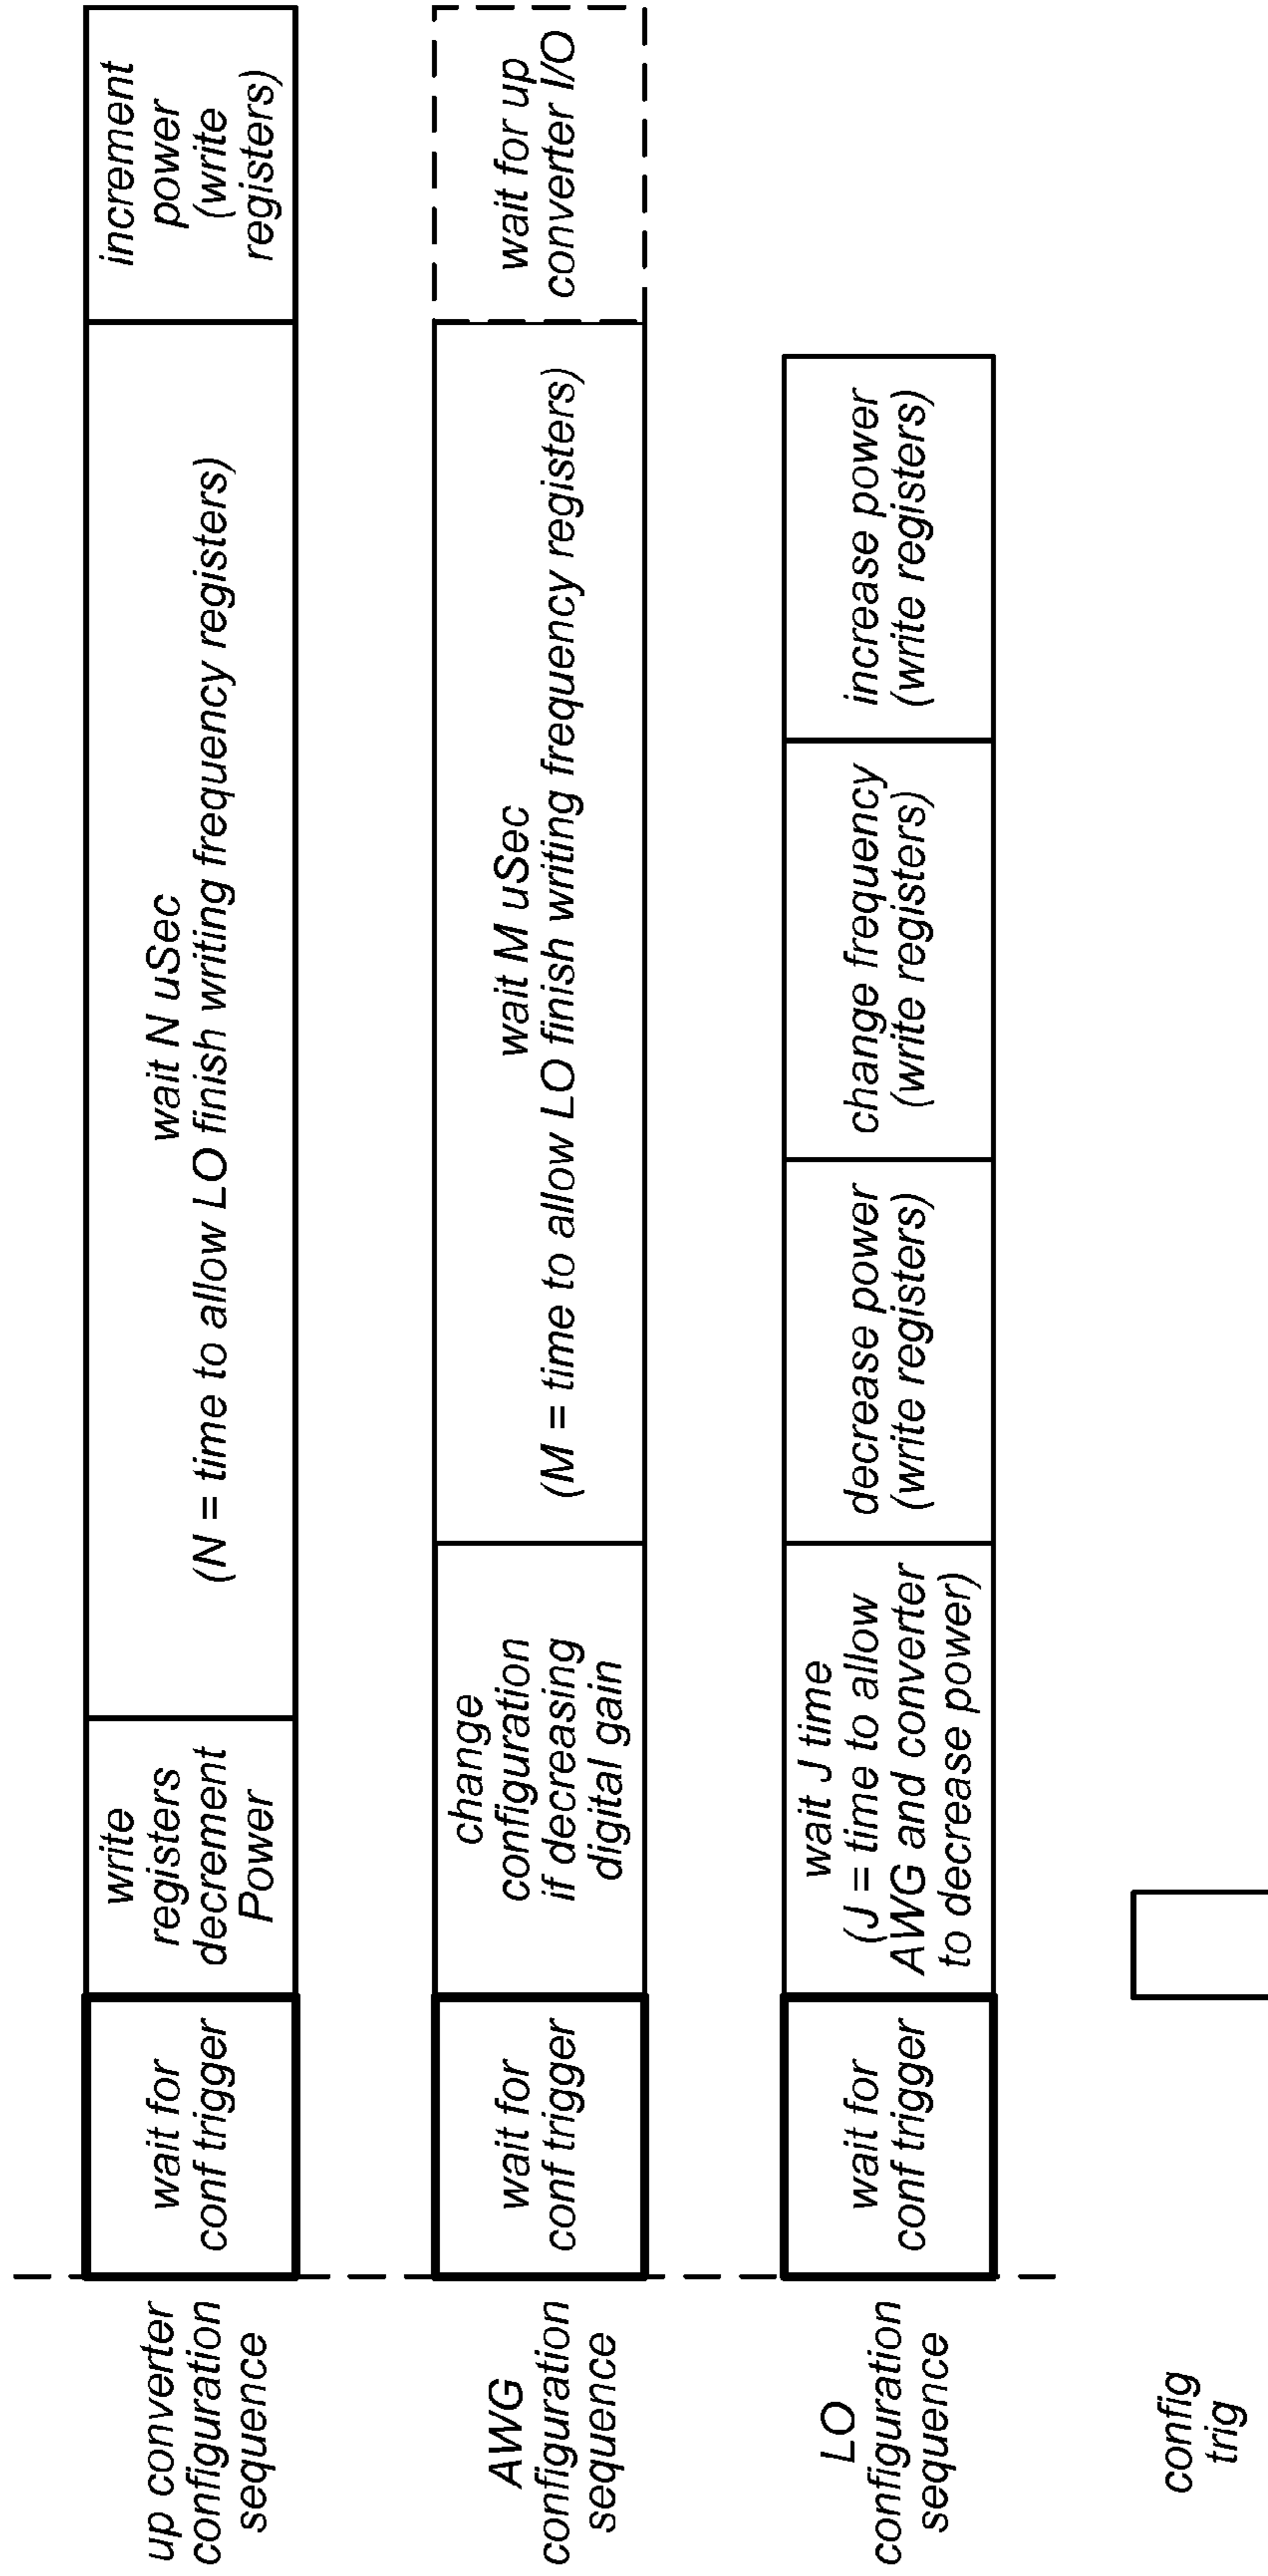 up converter
configuration
sequence
wait for
conf trigger
write
registers
decrement
Power
wait N uSec
(N = time to allow LO finish writing frequency registers)
increment
power
(write
registers)
AWG
configuration
sequence
wait for
conf trigger
change
configuration
if decreasing
digital gain
wait M uSec
(M = time to allow LO finish writing frequency registers)
wait for up
converter I/O
LO
configuration
sequence
wait for
conf trigger
wait J time
(J = time to allow
AWG and converter
to decrease power)
decrease power
(write registers)
change frequency
(write registers)
increase power
(write registers)
config
trig